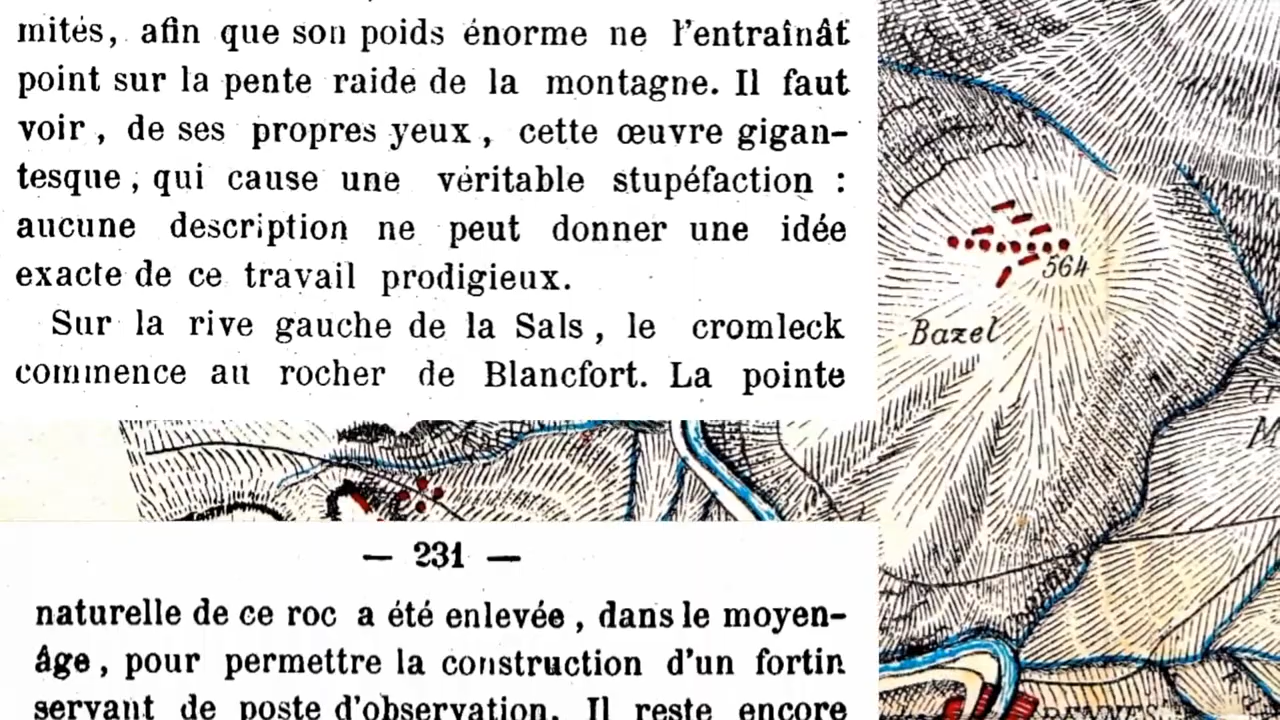 mités, afin que son poids énorme ne l'entraînât
point sur la pente raide de la montagne. Il faut
voir, de ses propres yeux, cette œuvre gigan-
tesque, qui cause une véritable stupéfaction :
aucune description ne peut donner une idée
exacte de ce travail prodigieux.
Sur la rive gauche de la Sals, le cromleck
commence au rocher de Blancfort. La pointe
— 231 —
naturelle de ce roc a été enlevée, dans le moyen-
âge, pour permettre la construction d'un fortin
servant de poste d'observation. Il reste encore
564
Bazel